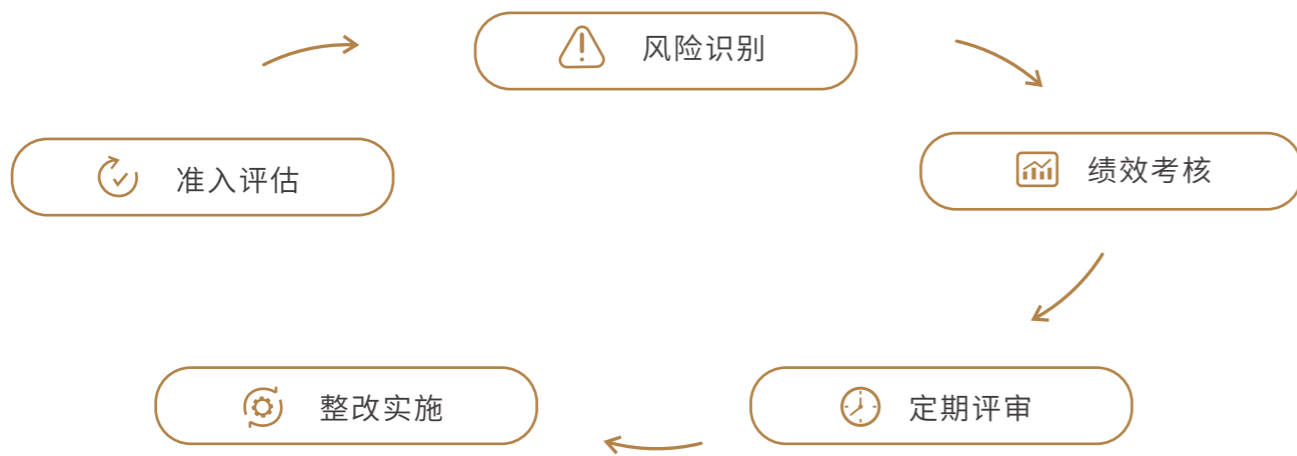 风险识别
准入评估
绩效考核
整改实施
定期评审